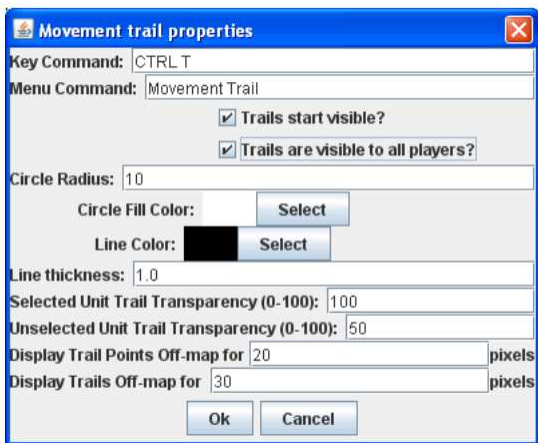 Movement trail properties
Key Command: CTRL T
Menu Command: Movement Trail
Trails start visible?
Trails are visible to all players?
Circle Radius: 10
Circle Fill Color: Select
Line Color: Select
Line thickness: 1.0
Selected Unit Trail Transparency (0-100): 100
Unselected Unit Trail Transparency (0-100): 50
Display Trail Points Off-map for 20 pixels
Display Trails Off-map for 30 pixels
Ok Cancel